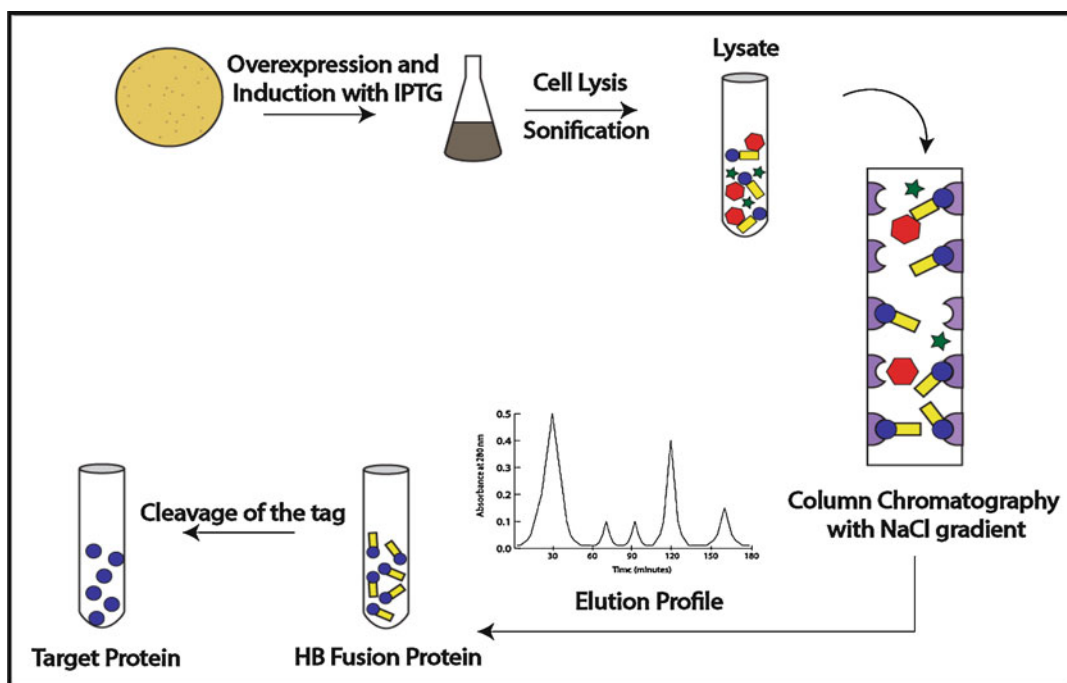 Overexpression and
Induction with IPTG
Cell Lysis
Sonification
Lysate
Column Chromatography
with NaCl gradient
Absorbance at 280 nm
0.5
0.4
0.3
0.2
0.1
0.0
30
60
90
120
150
180
Time (minutes)
Elution Profile
Cleavage of the tag
HB Fusion Protein
Target Protein